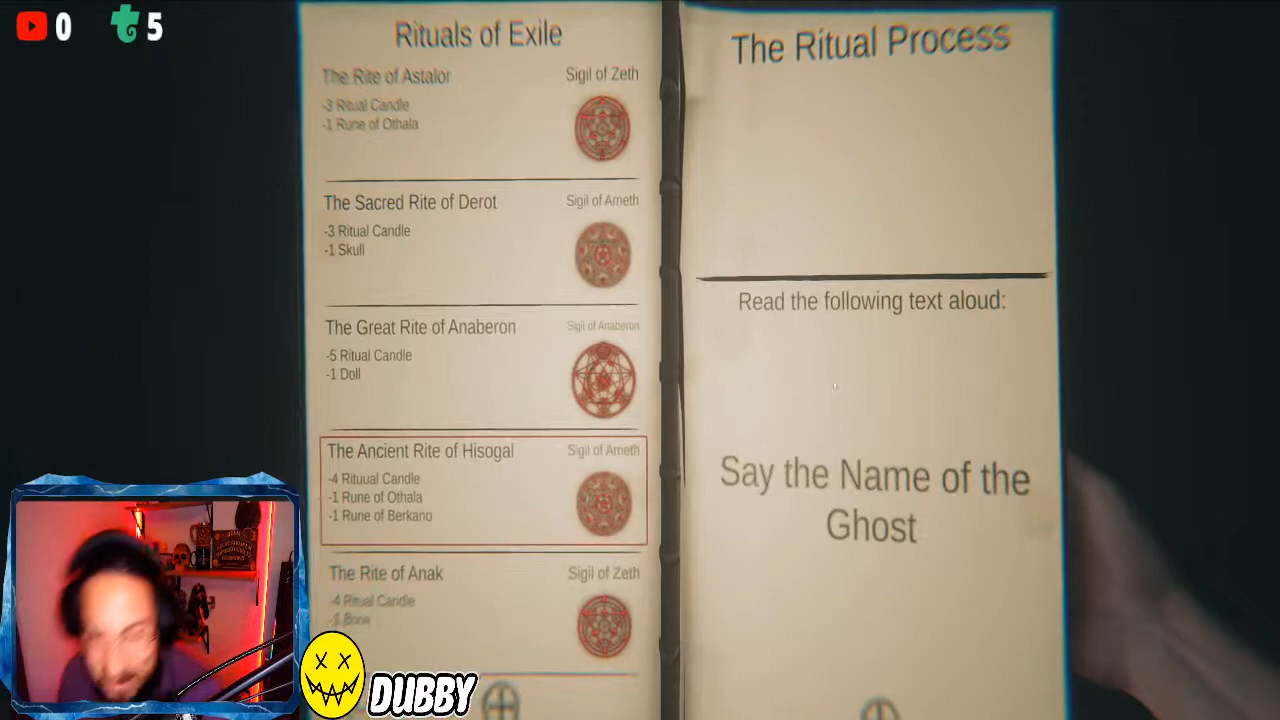 0 5
Rituals of Exile
The Rite of Astalor Sigil of Zeth
-3 Ritual Candle
-1 Rune of Othala
The Sacred Rite of Derot Sigil of Ameth
-3 Ritual Candle
-1 Skull
The Great Rite of Anaberon Sigil of Anaberon
-5 Ritual Candle
-1 Doll
The Ancient Rite of Hisogal Sigil of Ameth
-4 Rituual Candle
-1 Rune of Othala
-1 Rune of Berkano
The Rite of Anak Sigil of Zeth
-4 Ritual Candle
-1 Bone
The Ritual Process
Read the following text aloud:
Say the Name of the
Ghost
DUBBY